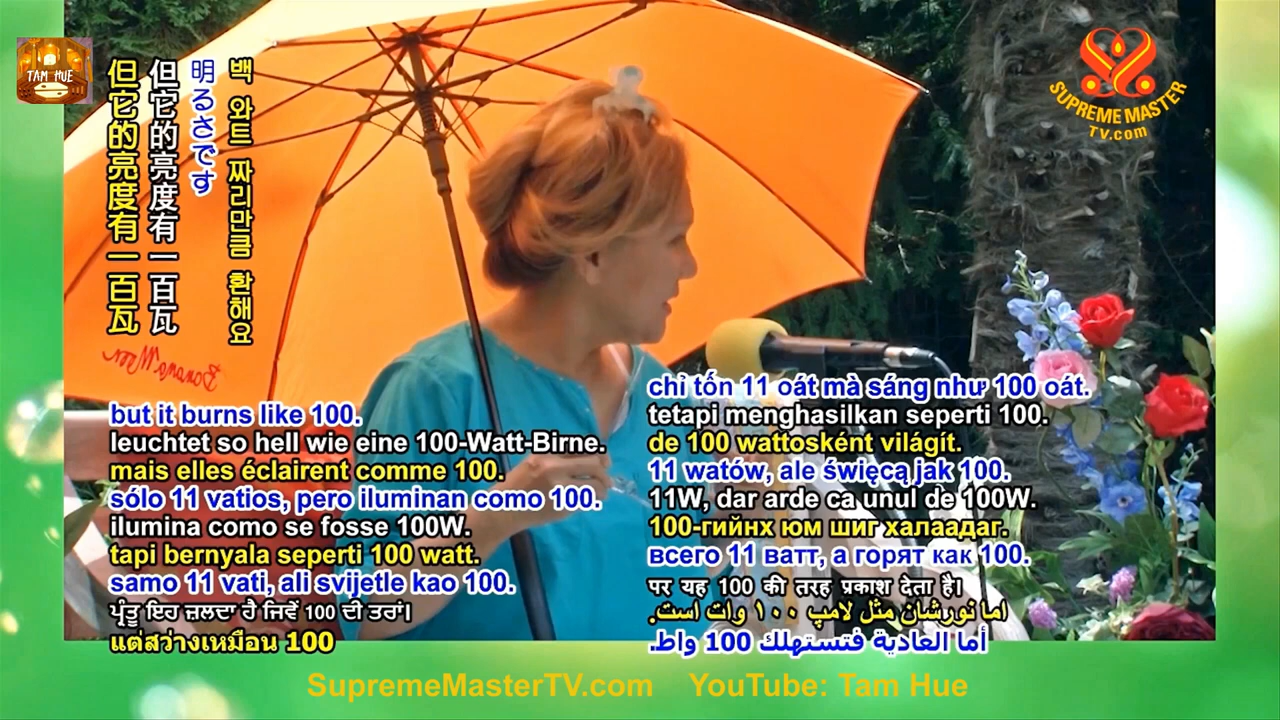 TAM HUE
SUPREME MASTER
TV.com
백 와트 짜리만큼 환해요
明るさです
但它的亮度有一百瓦
但它的亮度有一百瓦
but it burns like 100.
leuchtet so hell wie eine 100-Watt-Birne.
mais elles éclairent comme 100.
sólo 11 vatios, pero iluminan como 100.
ilumina como se fosse 100W.
tapi bernyala seperti 100 watt.
samo 11 vati, ali svijetle kao 100.
ਪ੍ਰੰਤੂ ਇਹ ਜ਼ਲਦਾ ਹੈ ਜਿਵੇਂ 100 ਦੀ ਤਰਾਂ।
แต่สว่างเหมือน 100
chỉ tốn 11 oát mà sáng như 100 oát.
tetapi menghasilkan seperti 100.
de 100 wattosként világít.
11 watów, ale święcą jak 100.
11W, dar arde ca unul de 100W.
100-гийнх юм шиг халаадаг.
всего 11 ватт, а горят как 100.
पर यह 100 की तरह प्रकाश देता है।
اما نورشان مثل لامپ ۱۰۰ وات است.
أما العادية فتستهلك 100 واط.
SupremeMasterTV.com YouTube: Tam Hue